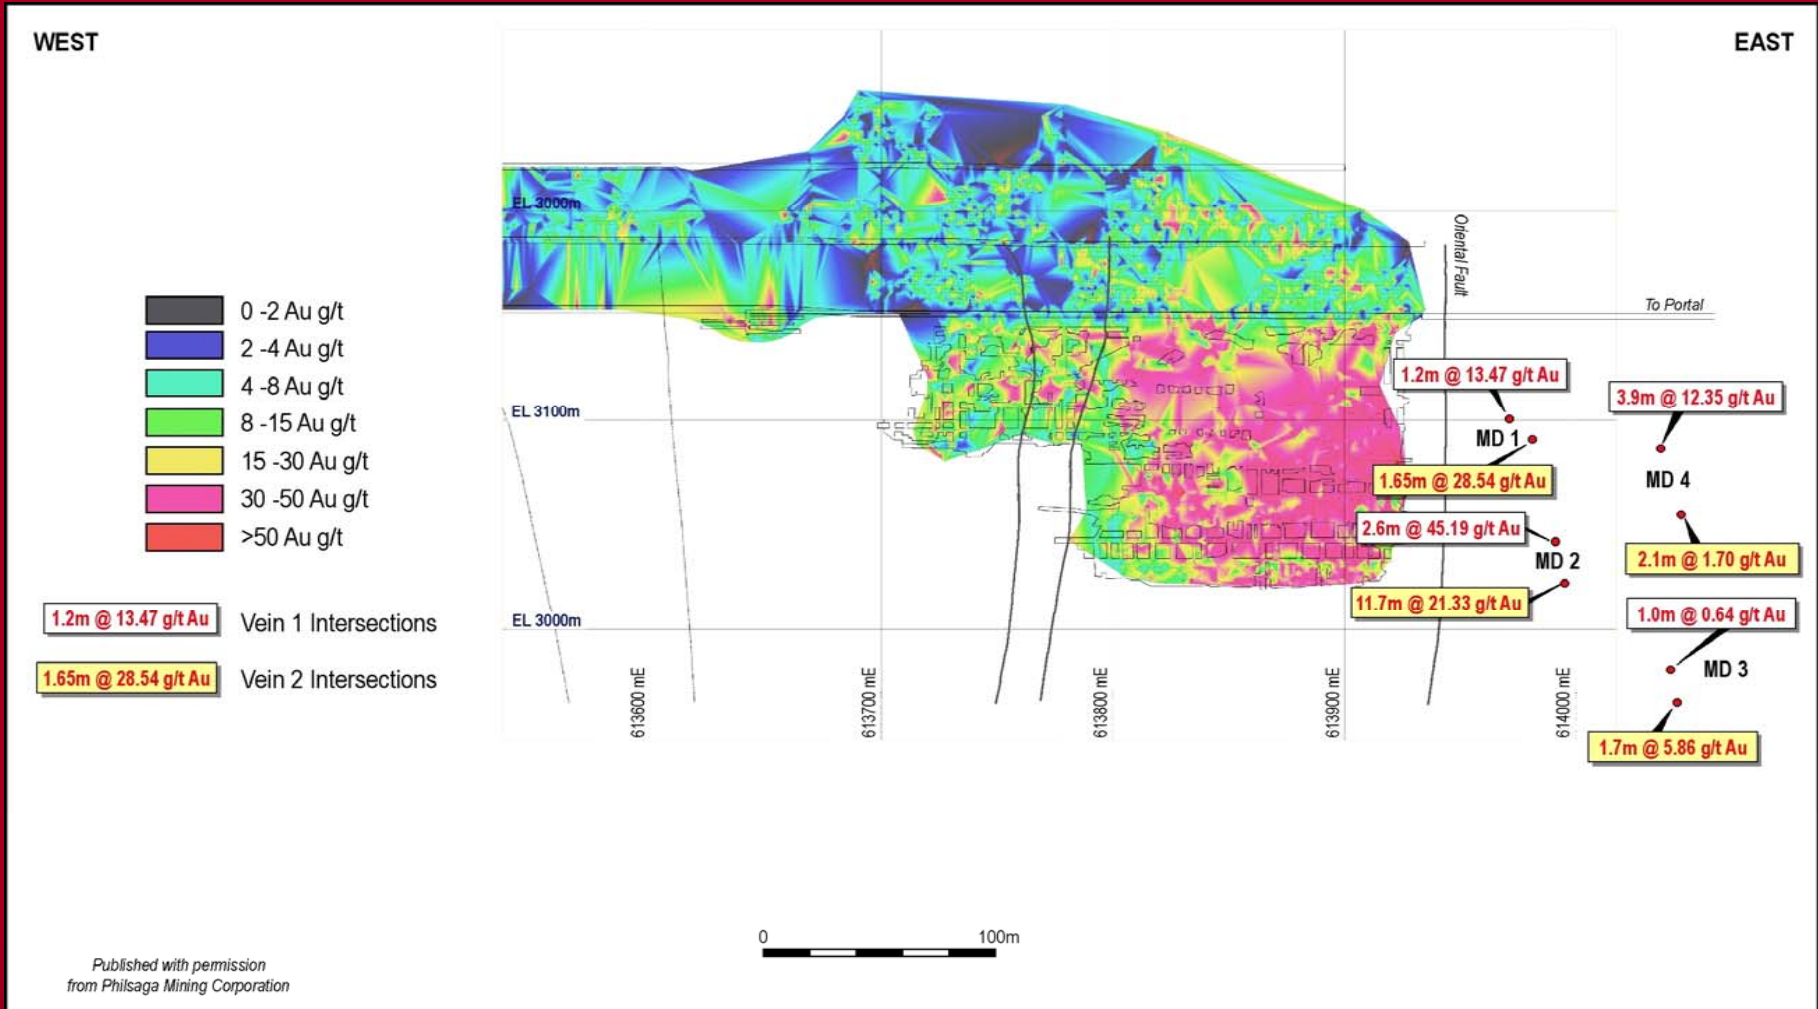 WEST
EAST
EL 3000m
Oriental Fault
To Portal
0 -2 Au g/t
2 -4 Au g/t
4 -8 Au g/t
8 -15 Au g/t
15 -30 Au g/t
30 -50 Au g/t
>50 Au g/t
EL 3100m
EL 3000m
1.2m @ 13.47 g/t Au
3.9m @ 12.35 g/t Au
MD 1
1.65m @ 28.54 g/t Au
MD 4
2.6m @ 45.19 g/t Au
MD 2
2.1m @ 1.70 g/t Au
11.7m @ 21.33 g/t Au
1.0m @ 0.64 g/t Au
MD 3
1.7m @ 5.86 g/t Au
1.2m @ 13.47 g/t Au
Vein 1 Intersections
1.65m @ 28.54 g/t Au
Vein 2 Intersections
613600 mE
613700 mE
613800 mE
613900 mE
614000 mE
0
100m
Published with permission
from Philsaga Mining Corporation